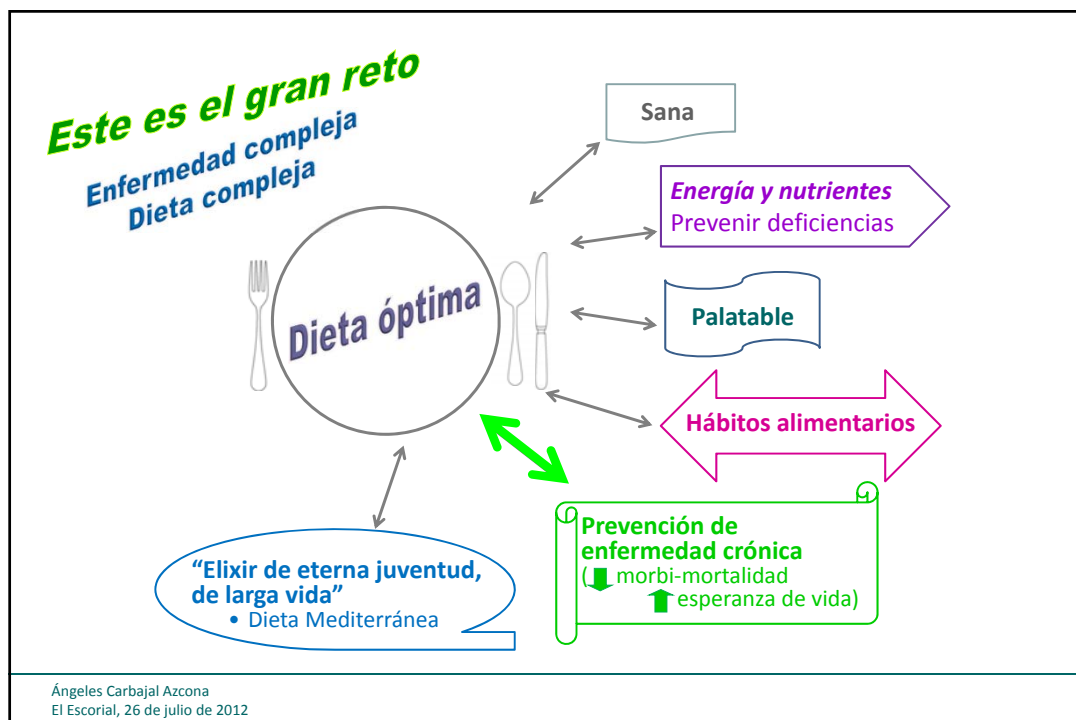 Este es el gran reto
Enfermedad compleja
Dieta compleja
Sana
Energía y nutrientes
Prevenir deficiencias
Dieta óptima
Palatable
Hábitos alimentarios
Prevención de
enfermedad crónica
(⬇ morbi-mortalidad
⬆ esperanza de vida)
“Elixir de eterna juventud,
de larga vida”
• Dieta Mediterránea
Ángeles Carbajal Azcona
El Escorial, 26 de julio de 2012